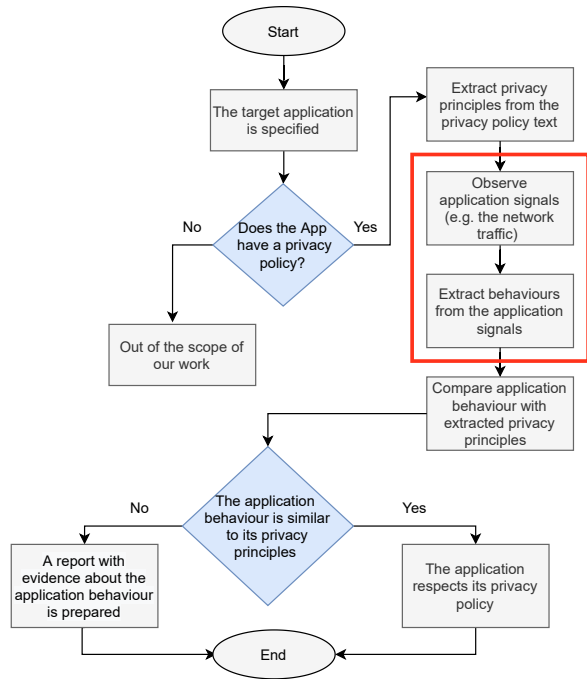 Start
The target application
is specified
Extract privacy
principles from the
privacy policy text
Does the App
have a privacy
policy?
No
Yes
Observe
application signals
(e.g. the network
traffic)
Extract behaviours
from the application
signals
Out of the scope of
our work
Compare application
behaviour with
extracted privacy
principles
The application
behaviour is similar
to its privacy
principles
No
Yes
A report with
evidence about the
application behaviour
is prepared
The application
respects its privacy
policy
End